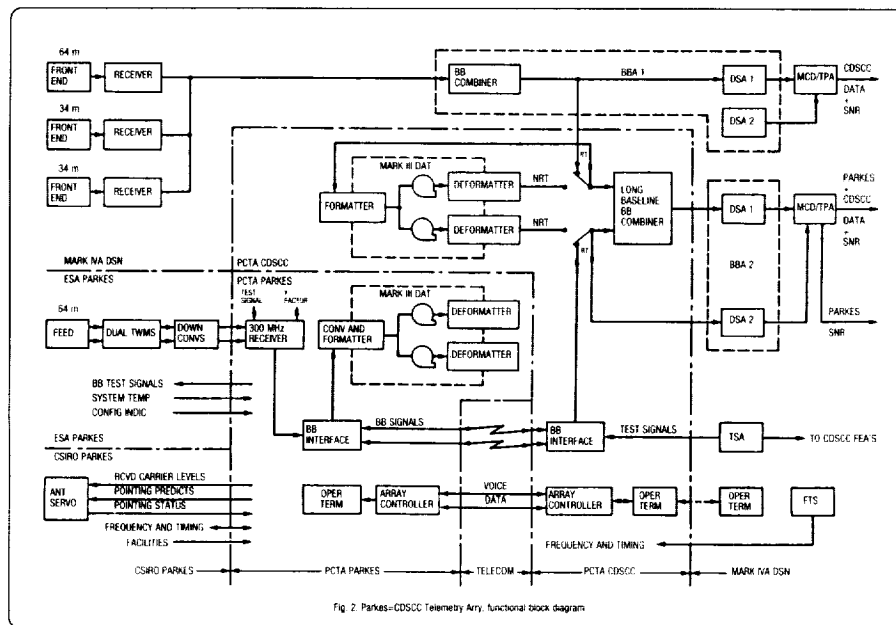 64 m
FRONT END
RECEIVER
34 m
FRONT END
RECEIVER
34 m
FRONT END
RECEIVER
BB COMBINER
BBA 1
DSA 1
DSA 2
MCD/TPA
CDSCC
DATA
+
SNR
MARK III DAT
FORMATTER
DEFORMATTER
DEFORMATTER
NRT
NRT
RT
RT
LONG BASELINE BB COMBINER
DSA 1
BBA 2
DSA 2
MCD/TPA
PARKES
+
CDSCC
DATA
+
SNR
PARKES
SNR
MARK IVA DSN
ESA PARKES
PCTA CDSCC
PCTA PARKES
TEST SIGNAL
FACTOR
64 m
FEED
DUAL TWMS
DOWN CONVS
300 MHz RECEIVER
MARK III DAT
CONV AND FORMATTER
DEFORMATTER
DEFORMATTER
BB TEST SIGNALS
SYSTEM TEMP
CONFIG INDIC
BB INTERFACE
BB SIGNALS
BB INTERFACE
TEST SIGNALS
TSA
TO CDSCC FEA'S
ESA PARKES
CSIRO PARKES
ANT SERVO
RCVD CARRIER LEVELS
POINTING PREDICTS
POINTING STATUS
FREQUENCY AND TIMING
FACILITIES
OPER TERM
ARRAY CONTROLLER
VOICE
DATA
ARRAY CONTROLLER
OPER TERM
OPER TERM
FTS
FREQUENCY AND TIMING
CSIRO PARKES
PCTA PARKES
TELECOM
PCTA CDSCC
MARK IVA DSN
Fig. 2. Parkes=CDSCC Telemetry Arry, functional block diagram